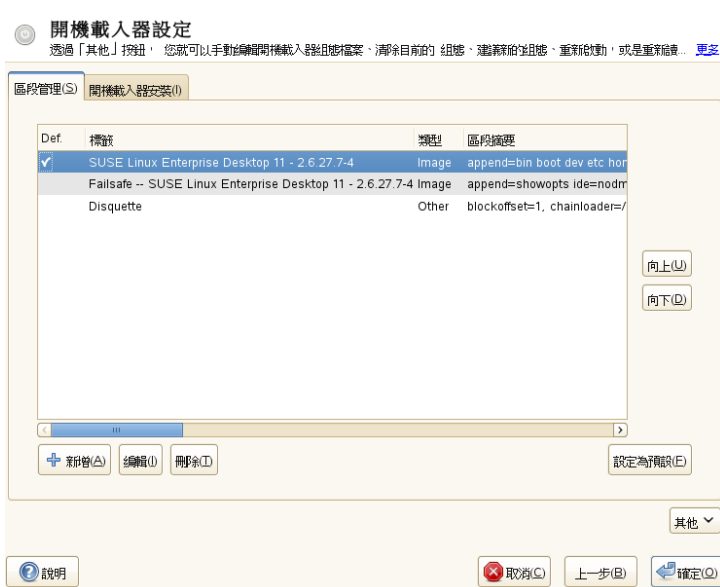 開機載入器設定
透過「其他」按鈕， 您就可以手動編輯開機載入器組態檔案、清除目前的 組態、建議新的組態、重新啟動，或是重新讀... 更多
區段管理(S) 開機載入器安裝(I)
Def. 標籤 類型 區段摘要
SUSE Linux Enterprise Desktop 11 - 2.6.27.7-4 Image append=bin boot dev etc hor
Failsafe -- SUSE Linux Enterprise Desktop 11 - 2.6.27.7-4 Image append=showopts ide=nodm
Disquette Other blockoffset=1, chainloader=/
向上(U)
向下(D)
新增(A) 編輯(I) 刪除(T) 設定為預設(F)
其他
說明 取消(C) 上一步(B) 確定(O)